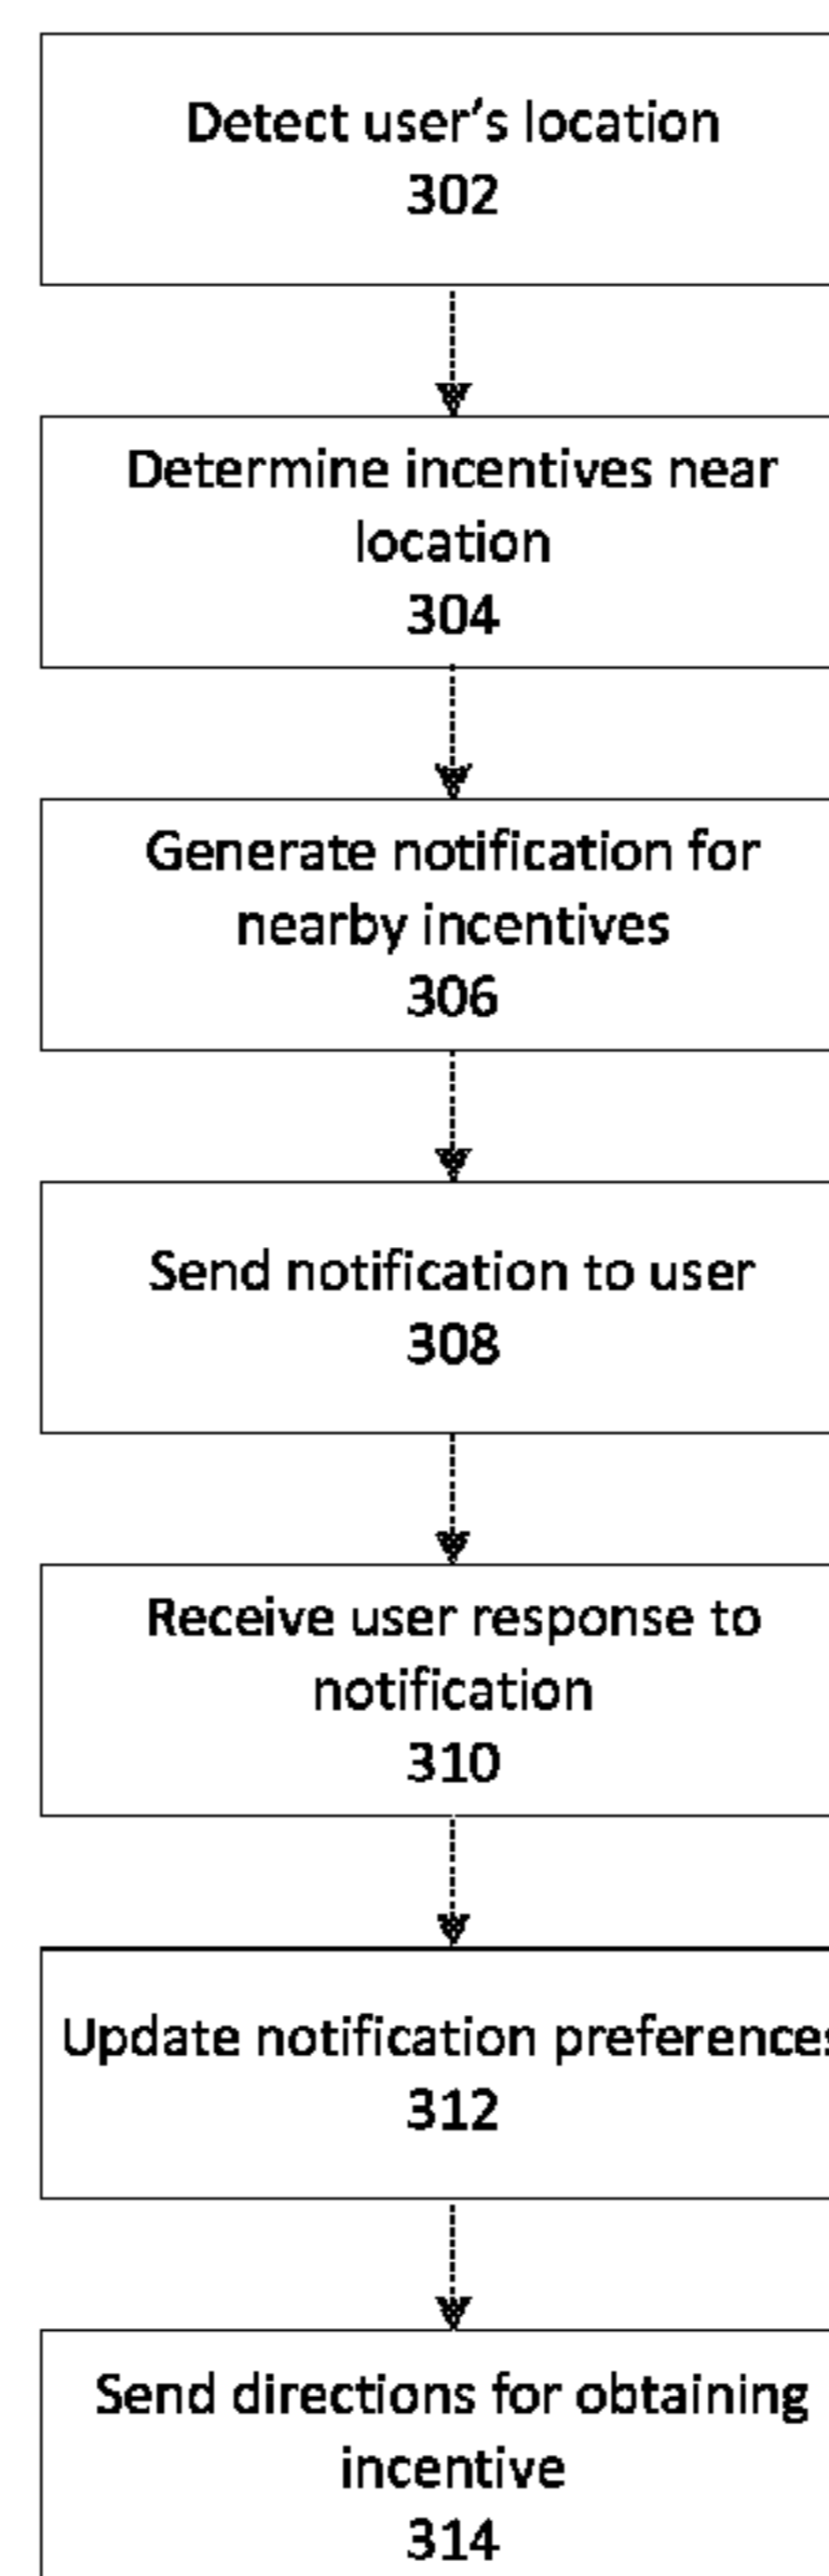 Detect user's location
302
Determine incentives near
location
304
Generate notification for
nearby incentives
306
Send notification to user
308
Receive user response to
notification
310
Update notification preferences
312
Send directions for obtaining
incentive
314